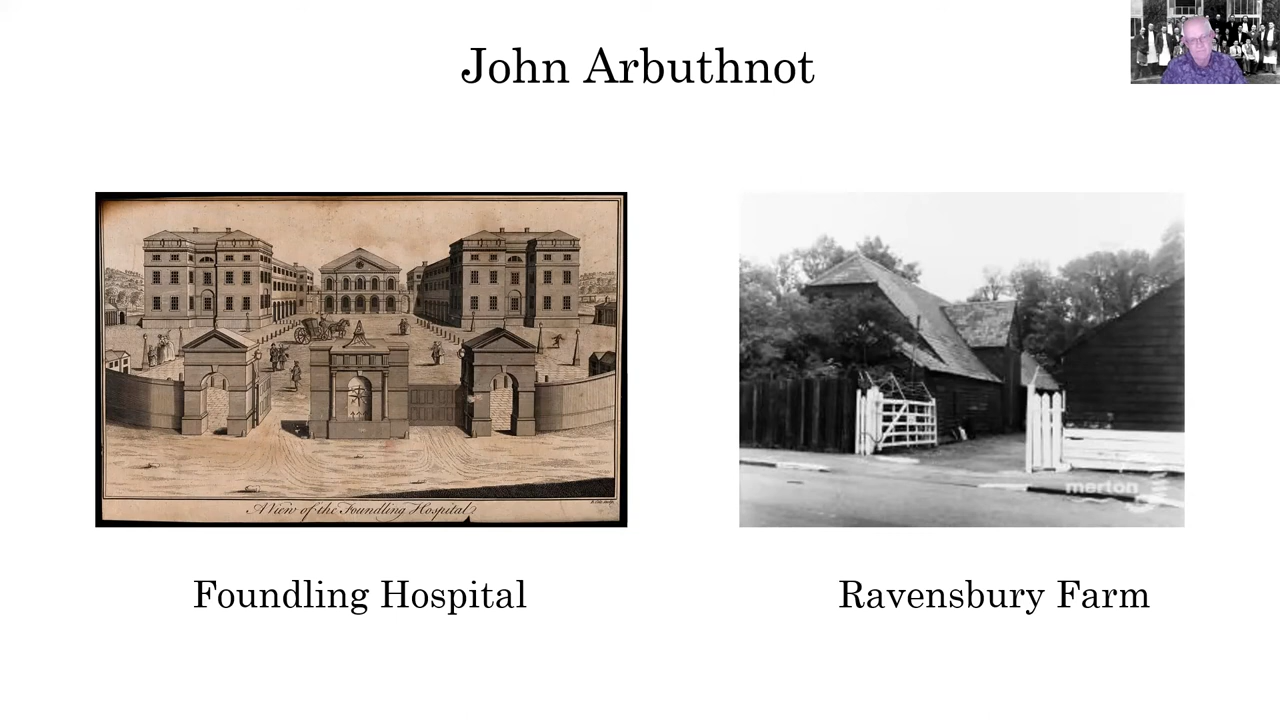 John Arbuthnot
A View of the Foundling Hospital
merton
Foundling Hospital
Ravensbury Farm